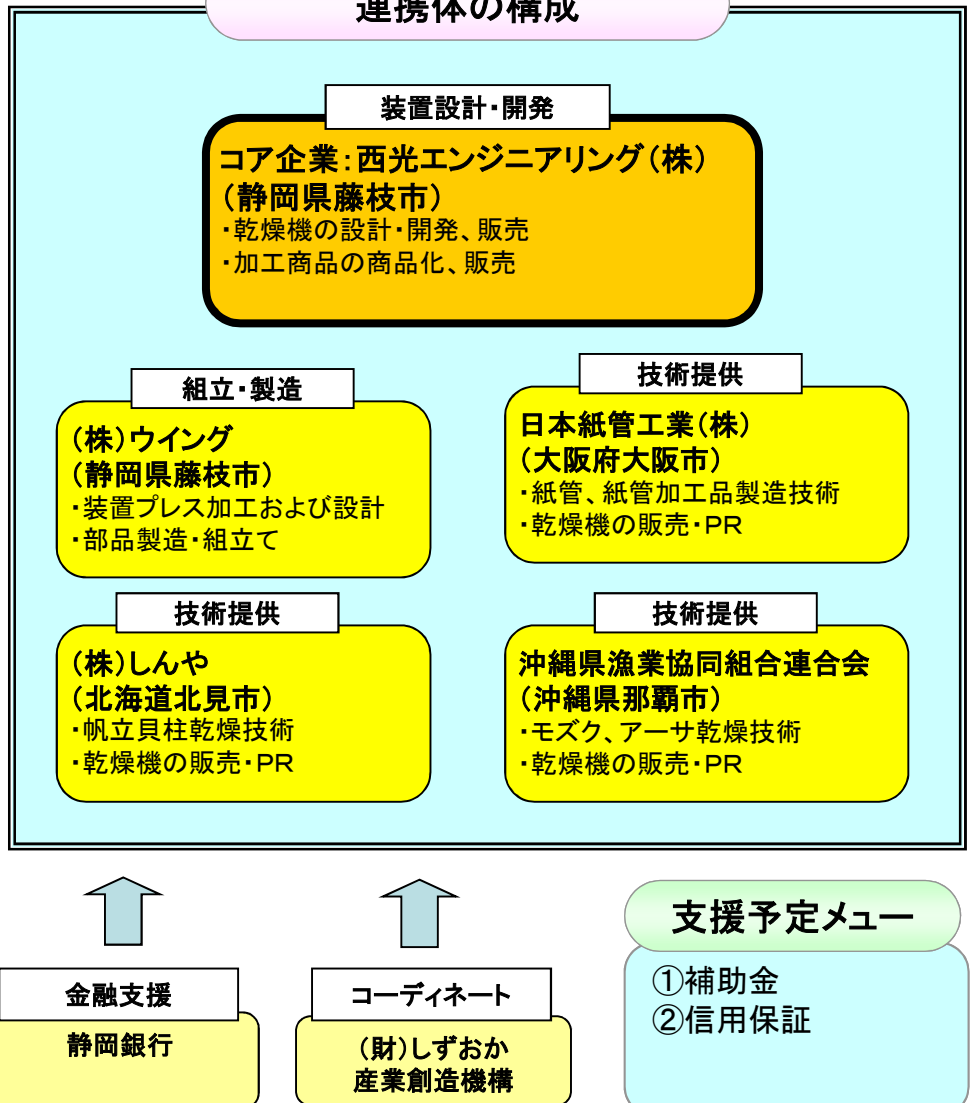 連携体の構成
装置設計・開発
コア企業：西光エンジニアリング（株）
（静岡県藤枝市）
・乾燥機の設計・開発、販売
・加工商品の商品化、販売
組立・製造
（株）ウイング
（静岡県藤枝市）
・装置プレス加工および設計
・部品製造・組立て
技術提供
日本紙管工業（株）
（大阪府大阪市）
・紙管、紙管加工品製造技術
・乾燥機の販売・PR
技術提供
（株）しんや
（北海道北見市）
・帆立貝柱乾燥技術
・乾燥機の販売・PR
技術提供
沖縄県漁業協同組合連合会
（沖縄県那覇市）
・モズク、アーサ乾燥技術
・乾燥機の販売・PR
金融支援
静岡銀行
コーディネート
（財）しずおか
産業創造機構
支援予定メュー
①補助金
②信用保証